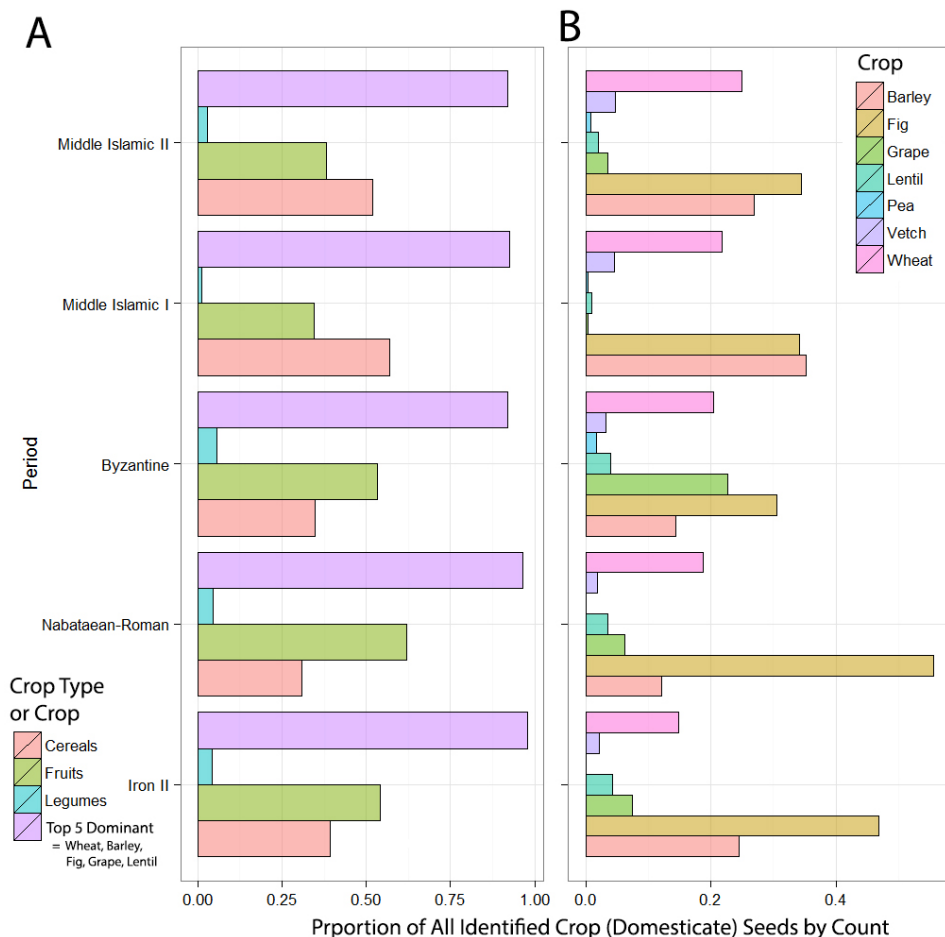 A
B
Crop
Barley
Fig
Grape
Lentil
Pea
Vetch
Wheat
Middle Islamic II
Middle Islamic I
Byzantine
Nabataean-Roman
Iron II
Period
Crop Type
or Crop
Cereals
Fruits
Legumes
Top 5 Dominant
= Wheat, Barley,
Fig, Grape, Lentil
0.00 0.25 0.50 0.75 1.00
0.0 0.2 0.4
Prportion of All Identified Crop (Domesticate) Seeds by Count